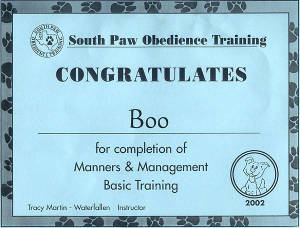 South Paw Obedience Training
CONGRATULATES
Boo
for completion of
Manners & Management
Basic Training
2002
Tracy Martin - Waterfallen Instructor